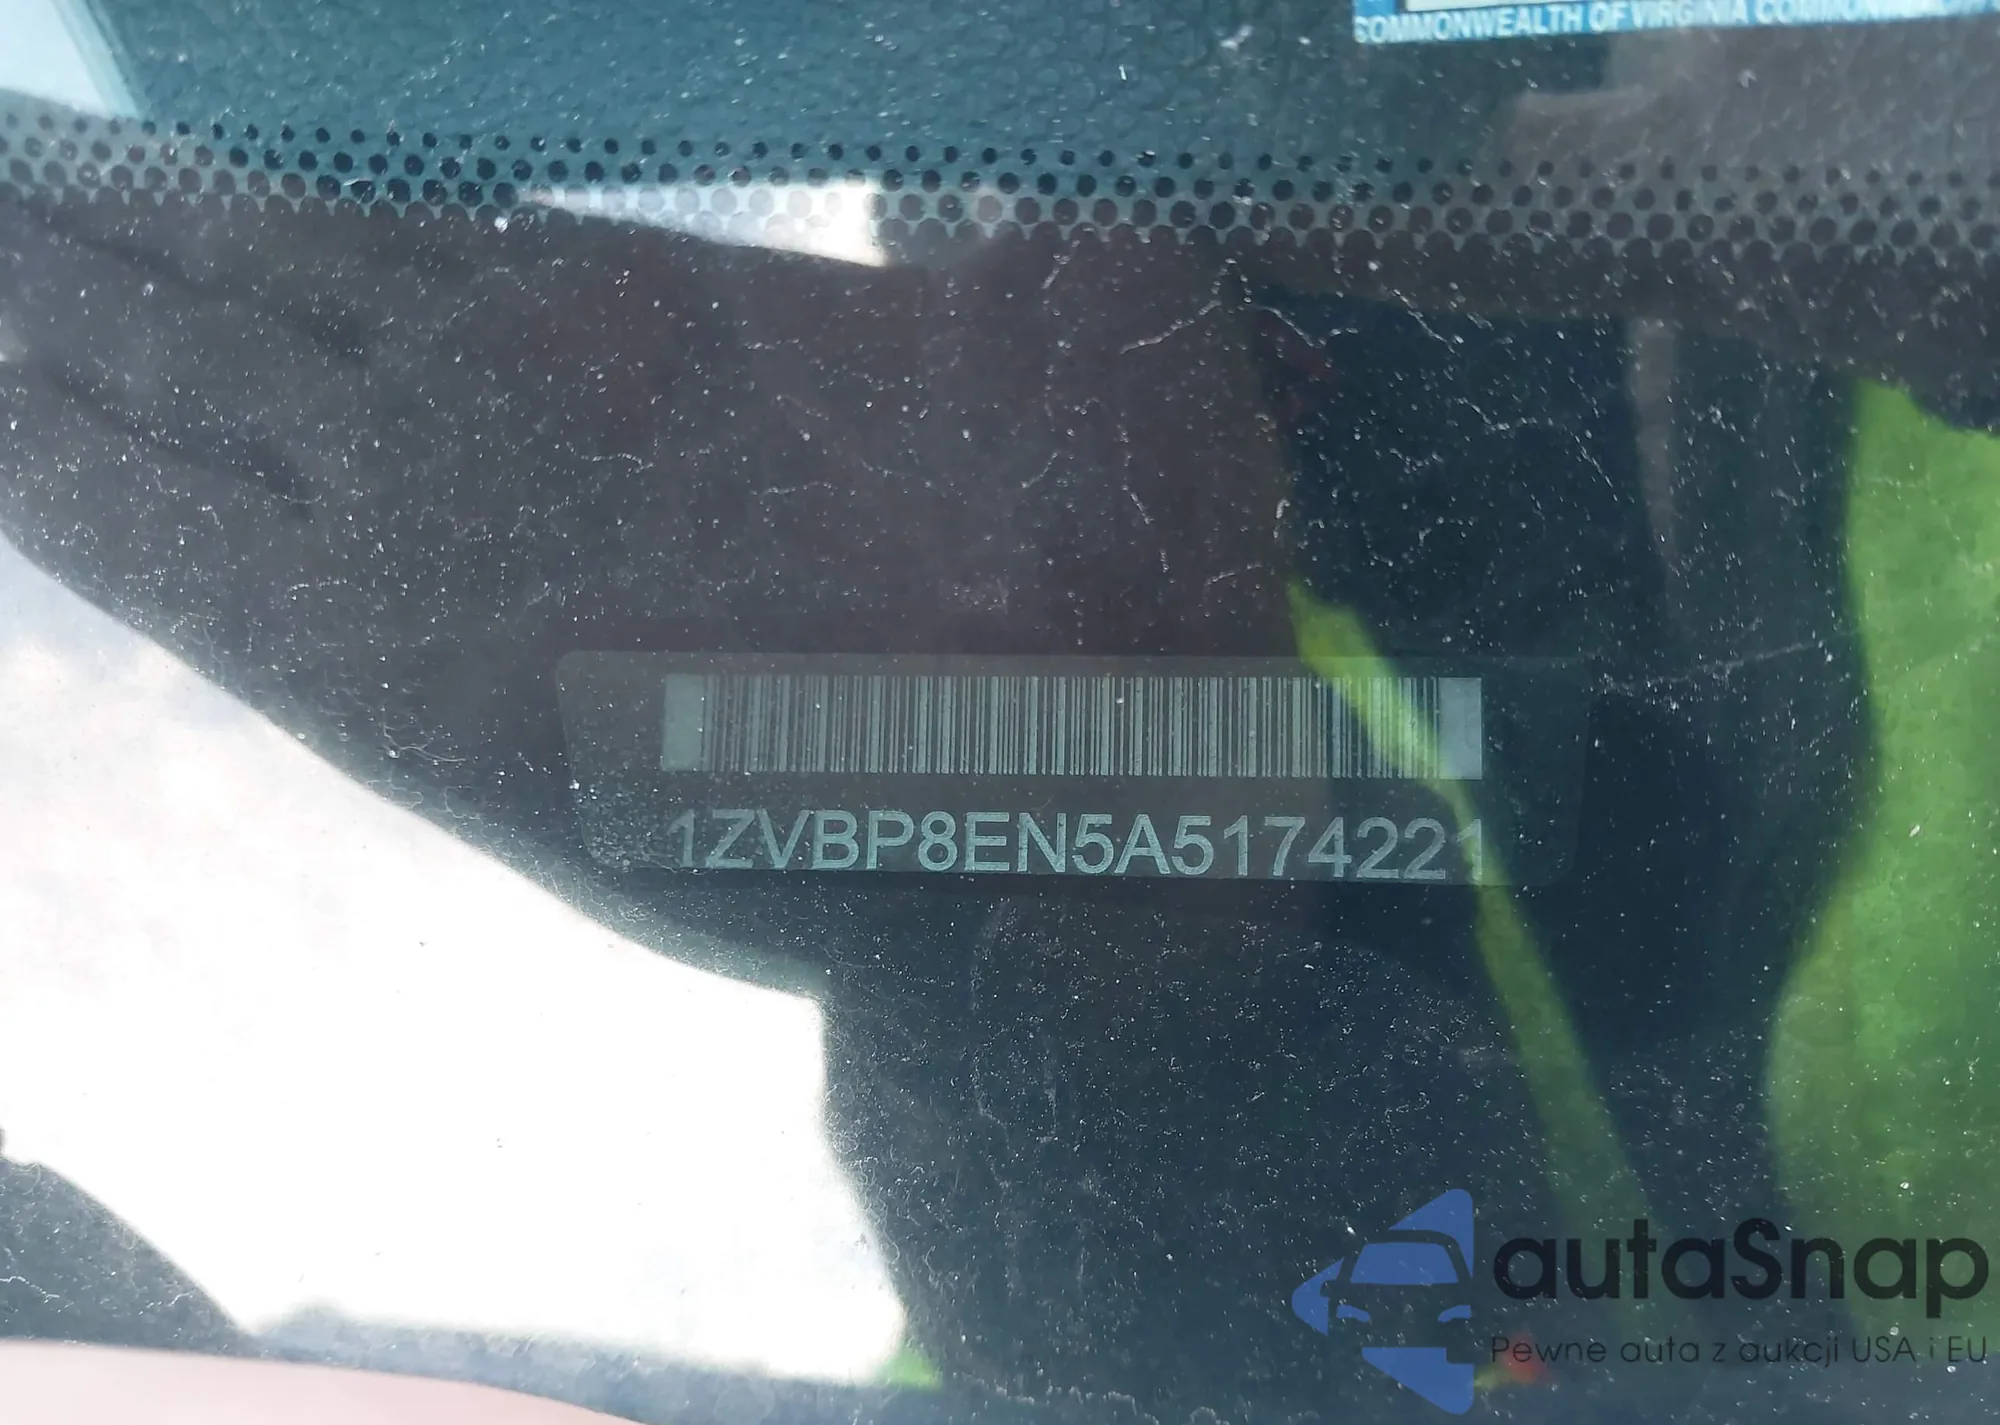 COMMONWEALTH OF VIRGINIA
1ZVBP8EN5A5174221
autaSnap
Pewne auta z aukcji USA i EU